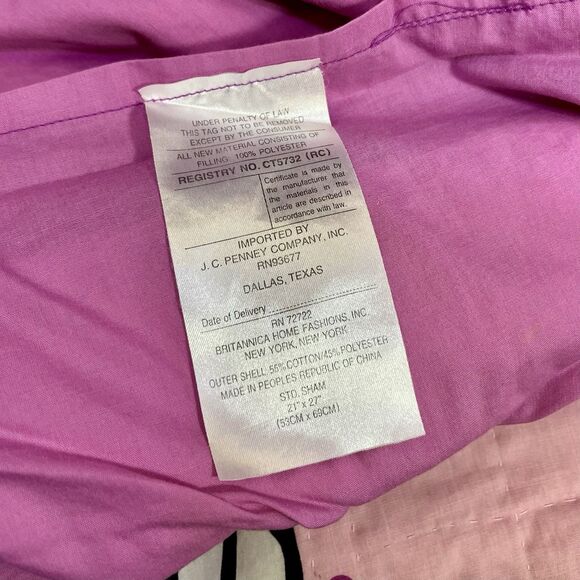 UNDER PENALTY OF LAW
THIS TAG NOT TO BE REMOVED
EXCEPT BY THE CONSUMER
ALL NEW MATERIAL CONSISTING OF
FILLING 100% POLYESTER
REGISTRY NO. CT5732 (RC)
Certificate is made by
the manufacturer that
the materials in this
article are described in
accordance with law.
IMPORTED BY
J. C. PENNEY COMPANY, INC.
RN93677
DALLAS, TEXAS
Date of Delivery
RN 72722
BRITANNICA HOME FASHIONS, INC.
NEW YORK, NEW YORK
OUTER SHELL 55% COTTON/45% POLYESTER
MADE IN PEOPLES REPUBLIC OF CHINA
STD. SHAM
21" x 27"
(53CM x 69CM)